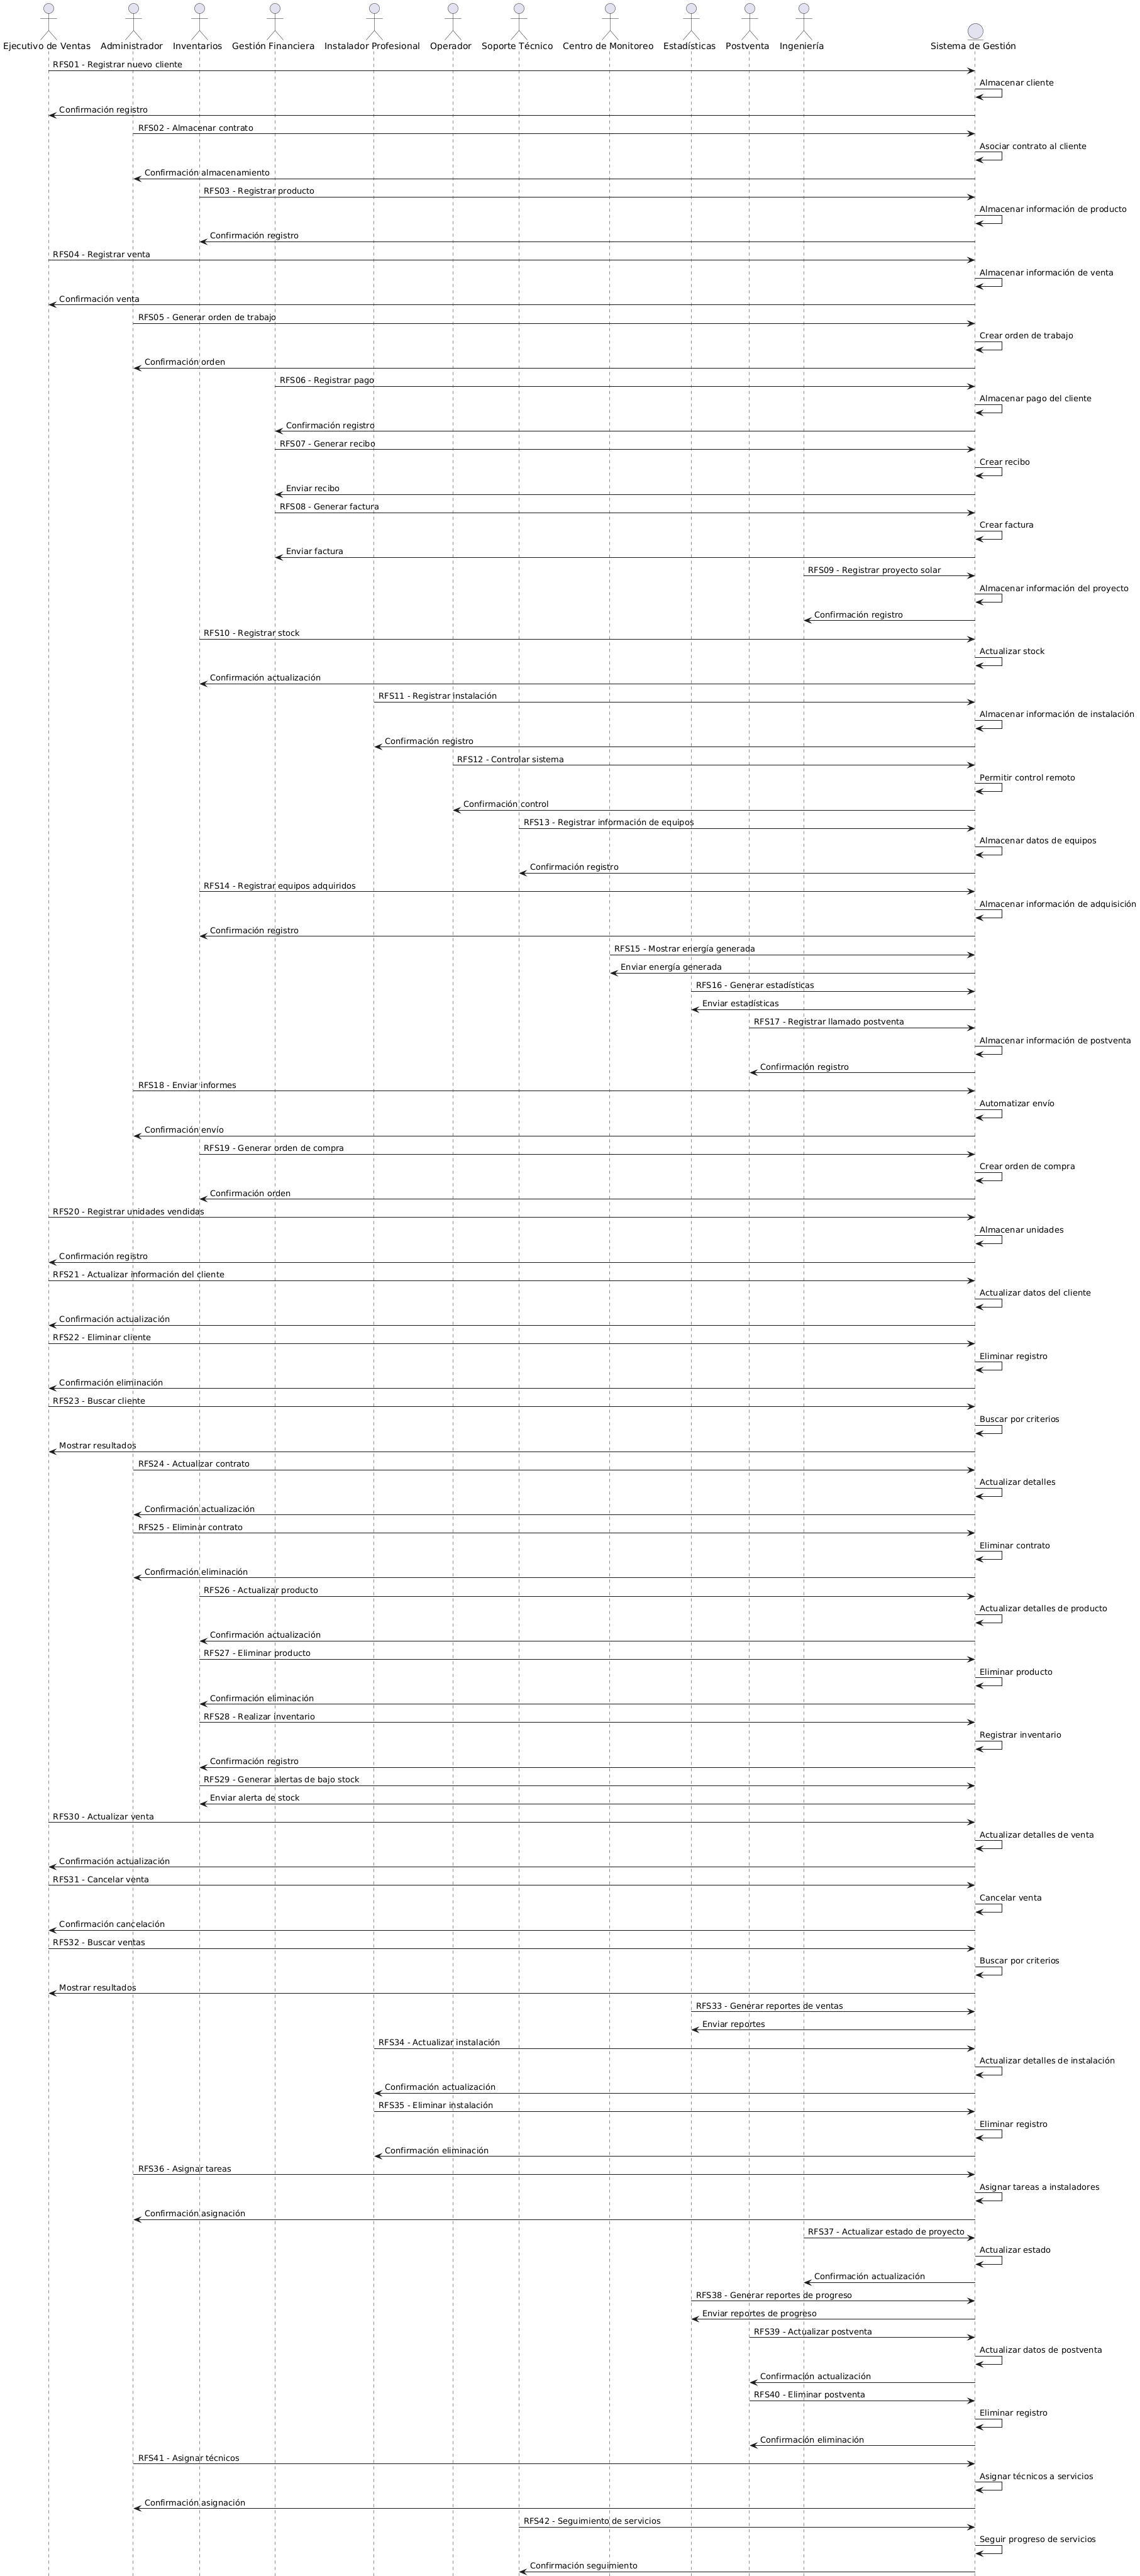 Ejecutivo de Ventas
Administrador
Inventarios
Gestión Financiera
Instalador Profesional
Operador
Soporte Técnico
Centro de Monitoreo
Estadísticas
Postventa
Ingeniería
Sistema de Gestión
RFS01 - Registrar nuevo cliente
Almacenar cliente
Confirmación registro
RFS02 - Almacenar contrato
Asociar contrato al cliente
Confirmación almacenamiento
RFS03 - Registrar producto
Almacenar información de producto
Confirmación registro
RFS04 - Registrar venta
Almacenar información de venta
Confirmación venta
RFS05 - Generar orden de trabajo
Crear orden de trabajo
Confirmación orden
RFS06 - Registrar pago
Almacenar pago del cliente
Confirmación registro
RFS07 - Generar recibo
Crear recibo
Enviar recibo
RFS08 - Generar factura
Crear factura
Enviar factura
RFS09 - Registrar proyecto solar
Almacenar información del proyecto
Confirmación registro
RFS10 - Registrar stock
Actualizar stock
Confirmación actualización
RFS11 - Registrar instalación
Almacenar información de instalación
Confirmación registro
RFS12 - Controlar sistema
Permitir control remoto
Confirmación control
RFS13 - Registrar información de equipos
Almacenar datos de equipos
Confirmación registro
RFS14 - Registrar equipos adquiridos
Almacenar información de adquisición
Confirmación registro
RFS15 - Mostrar energía generada
Enviar energía generada
RFS16 - Generar estadísticas
Enviar estadísticas
RFS17 - Registrar llamado postventa
Almacenar información de postventa
Confirmación registro
RFS18 - Enviar informes
Automatizar envío
Confirmación envío
RFS19 - Generar orden de compra
Crear orden de compra
Confirmación orden
RFS20 - Registrar unidades vendidas
Almacenar unidades
Confirmación registro
RFS21 - Actualizar información del cliente
Actualizar datos del cliente
Confirmación actualización
RFS22 - Eliminar cliente
Eliminar registro
Confirmación eliminación
RFS23 - Buscar cliente
Buscar por criterios
Mostrar resultados
RFS24 - Actualizar contrato
Actualizar detalles
Confirmación actualización
RFS25 - Eliminar contrato
Eliminar contrato
Confirmación eliminación
RFS26 - Actualizar producto
Actualizar detalles de producto
Confirmación actualización
RFS27 - Eliminar producto
Eliminar producto
Confirmación eliminación
RFS28 - Realizar inventario
Registrar inventario
Confirmación registro
RFS29 - Generar alertas de bajo stock
Enviar alerta de stock
RFS30 - Actualizar venta
Actualizar detalles de venta
Confirmación actualización
RFS31 - Cancelar venta
Cancelar venta
Confirmación cancelación
RFS32 - Buscar ventas
Buscar por criterios
Mostrar resultados
RFS33 - Generar reportes de ventas
Enviar reportes
RFS34 - Actualizar instalación
Actualizar detalles de instalación
Confirmación actualización
RFS35 - Eliminar instalación
Eliminar registro
Confirmación eliminación
RFS36 - Asignar tareas
Asignar tareas a instaladores
Confirmación asignación
RFS37 - Actualizar estado de proyecto
Actualizar estado
Confirmación actualización
RFS38 - Generar reportes de progreso
Enviar reportes de progreso
RFS39 - Actualizar postventa
Actualizar datos de postventa
Confirmación actualización
RFS40 - Eliminar postventa
Eliminar registro
Confirmación eliminación
RFS41 - Asignar técnicos
Asignar técnicos a servicios
Confirmación asignación
RFS42 - Seguimiento de servicios
Seguir progreso de servicios
Confirmación seguimiento